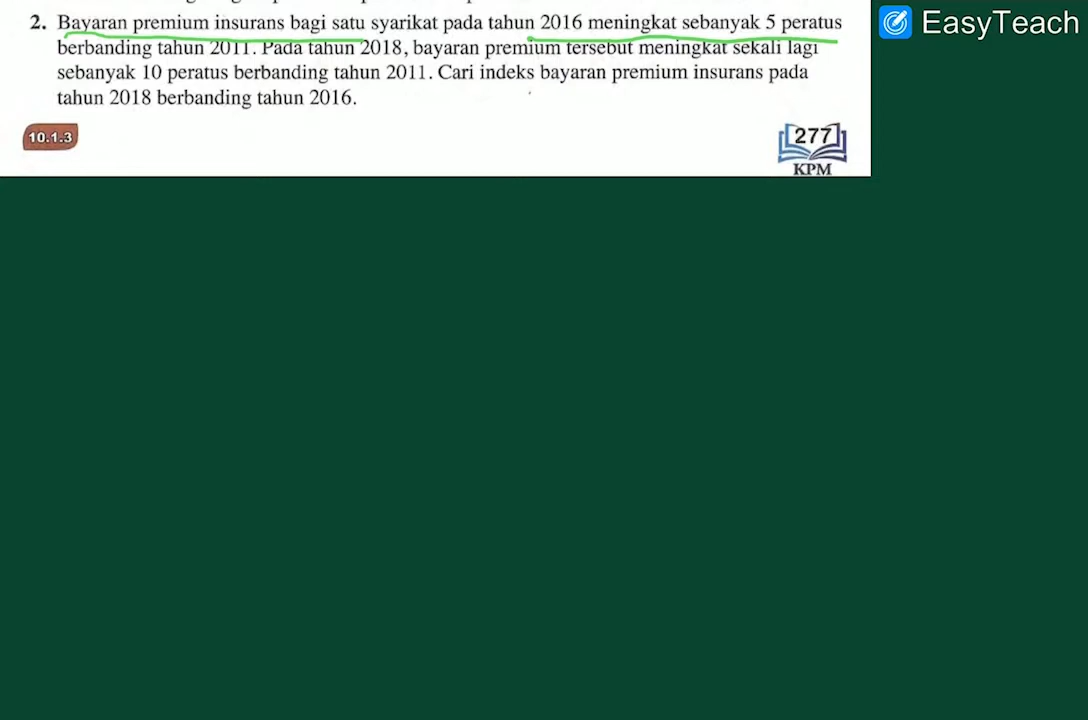 2. Bayaran premium insurans bagi satu syarikat pada tahun 2016 meningkat sebanyak 5 peratus
berbanding tahun 2011. Pada tahun 2018, bayaran premium tersebut meningkat sekali lagi
sebanyak 10 peratus berbanding tahun 2011. Cari indeks bayaran premium insurans pada
tahun 2018 berbanding tahun 2016.
10.1.3
277
KPM
EasyTeach